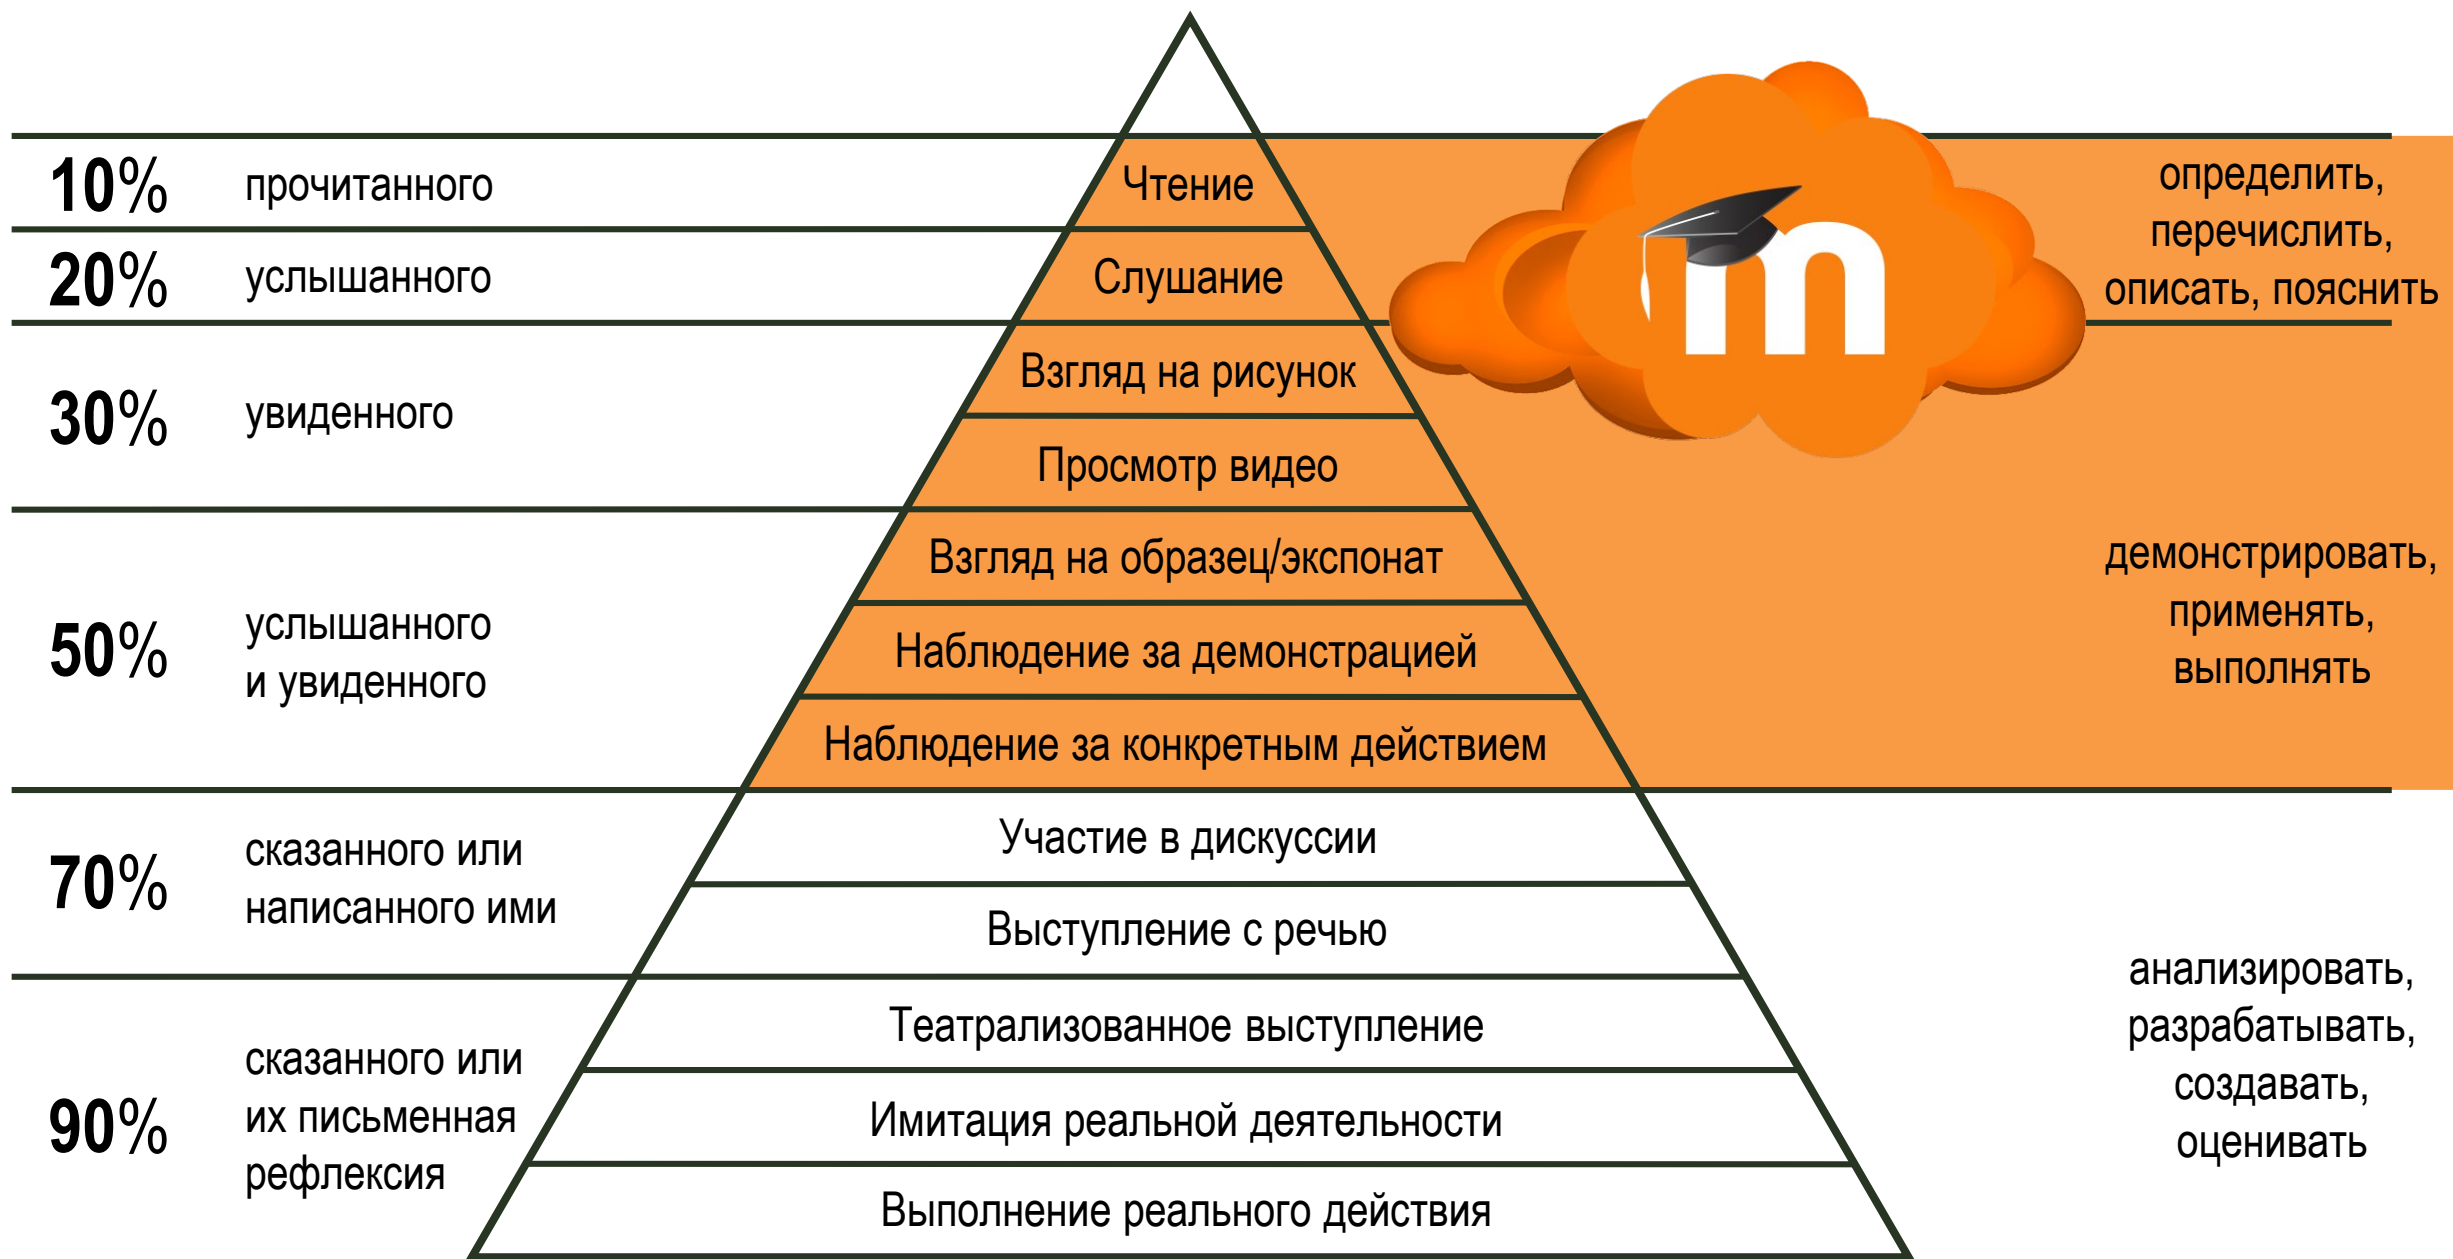 10% прочитанного
Чтение
определить,
перечислить,
описать, пояснить
20% услышанного
Слушание
m
30% увиденного
Взгляд на рисунок
Просмотр видео
50% услышанного
и увиденного
Взгляд на образец/экспонат
Наблюдение за демонстрацией
Наблюдение за конкретным действием
демонстрировать,
применять,
выполнять
70% сказанного или
написанного ими
Участие в дискуссии
Выступление с речью
90% сказанного или
их письменная
рефлексия
Театрализованное выступление
Имитация реальной деятельности
Выполнение реального действия
анализировать,
разрабатывать,
создавать,
оценивать